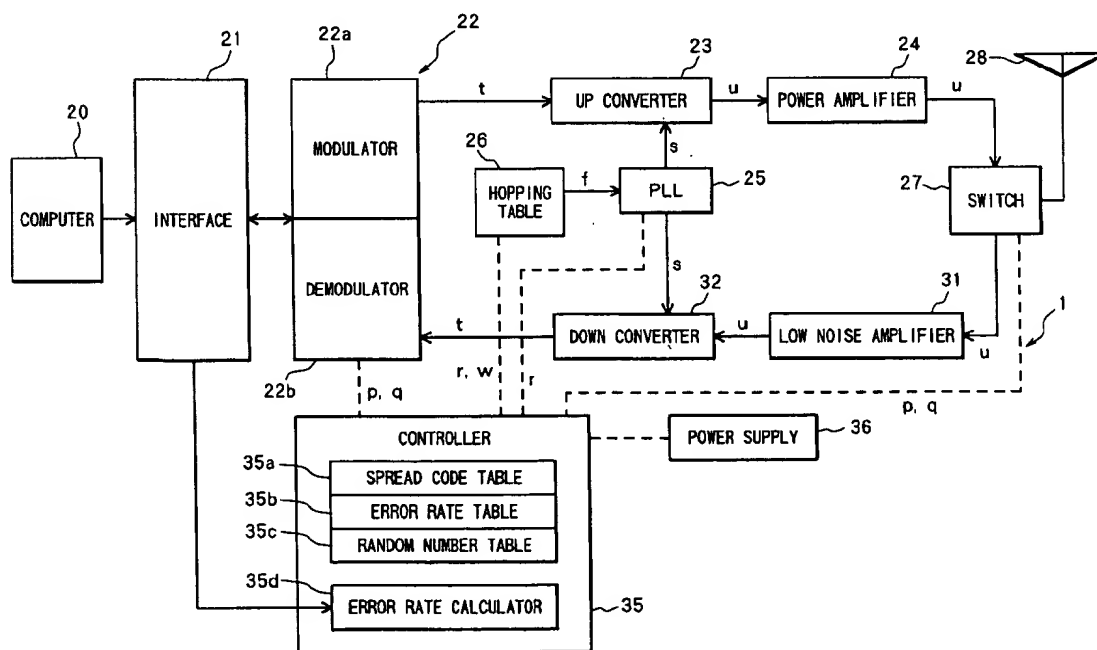 22a
22
21
23
24
28
t
u
u
UP CONVERTER
POWER AMPLIFIER
20
26
s
MODULATOR
f
25
27
HOPPING
TABLE
PLL
SWITCH
COMPUTER
INTERFACE
s
DEMODULATOR
32
31
1
t
DOWN CONVERTER
u
LOW NOISE AMPLIFIER
u
22b
p, q
r, w
r
p, q
CONTROLLER
POWER SUPPLY
36
35a
SPREAD CODE TABLE
35b
ERROR RATE TABLE
35c
RANDOM NUMBER TABLE
35d
ERROR RATE CALCULATOR
35